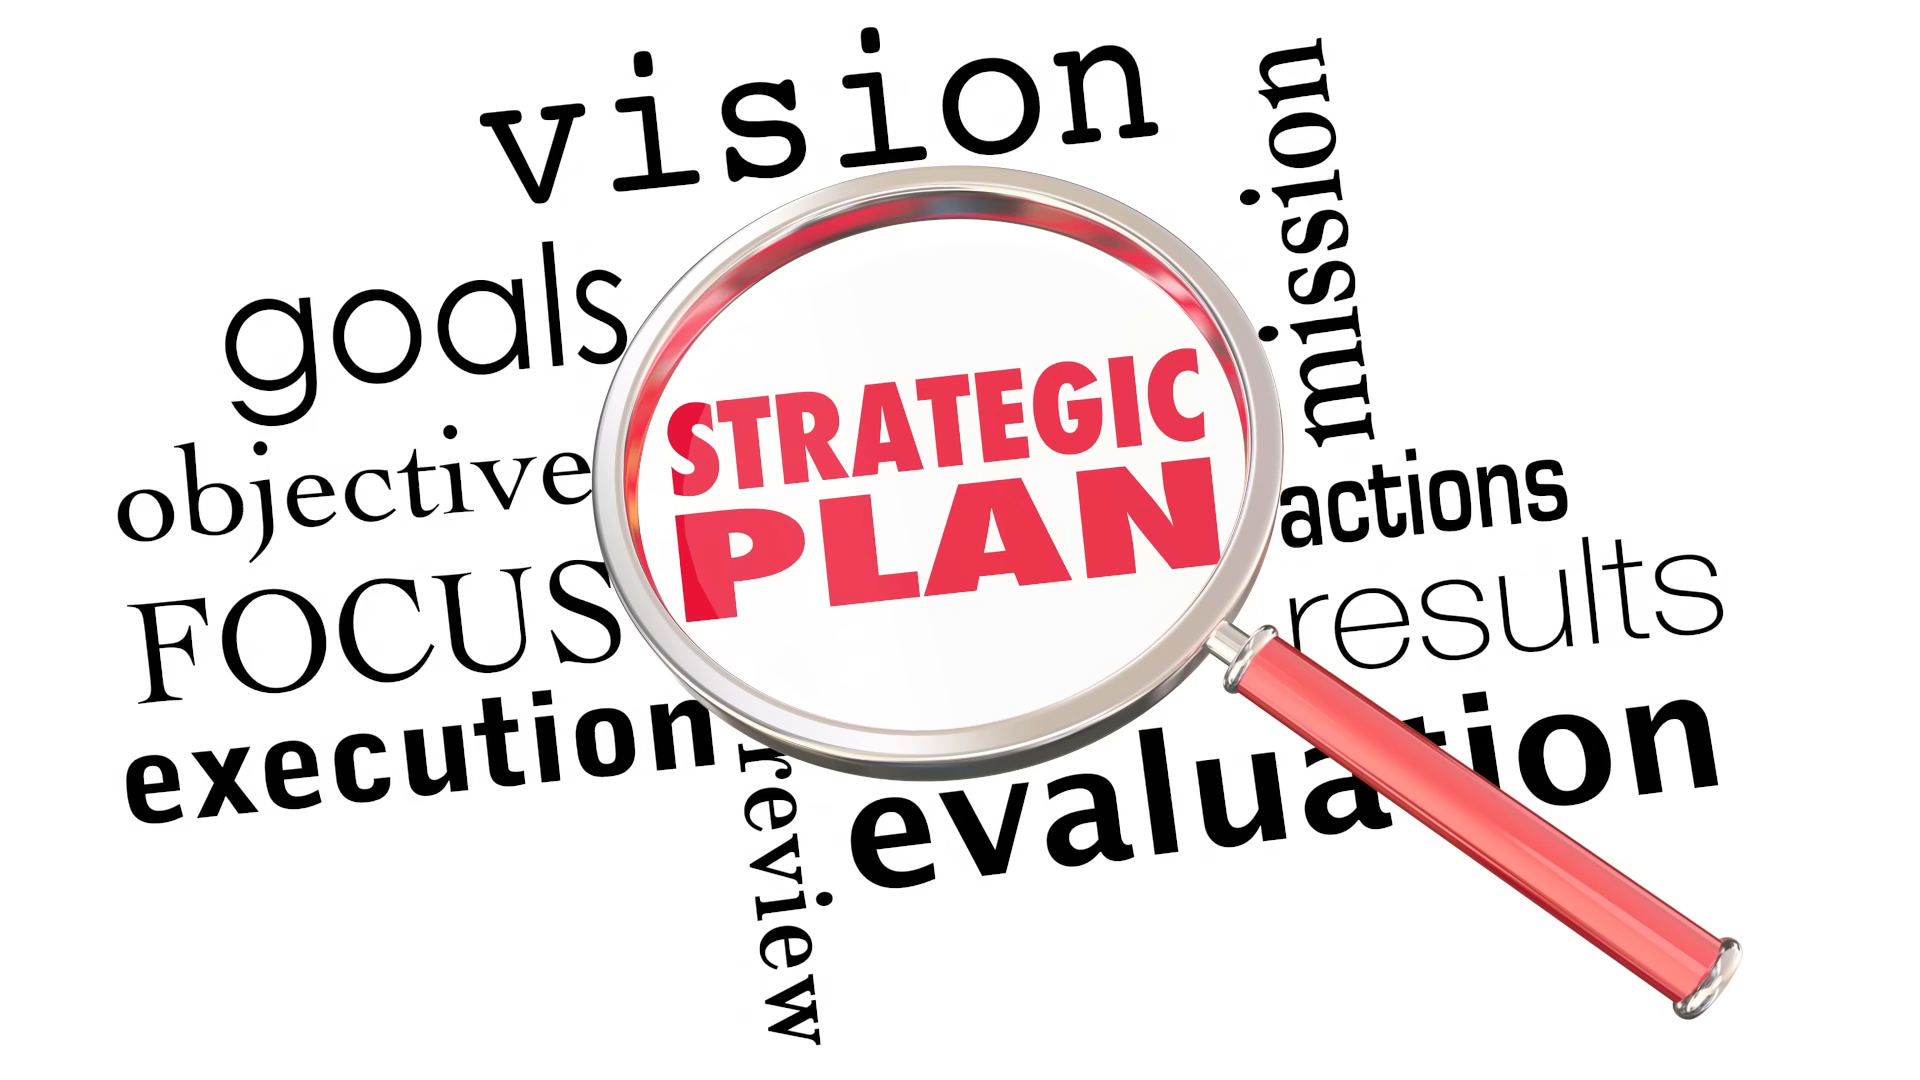 vision
mission
goals
STRATEGIC
PLAN
objective
actions
FOCUS
results
execution
evaluation
review